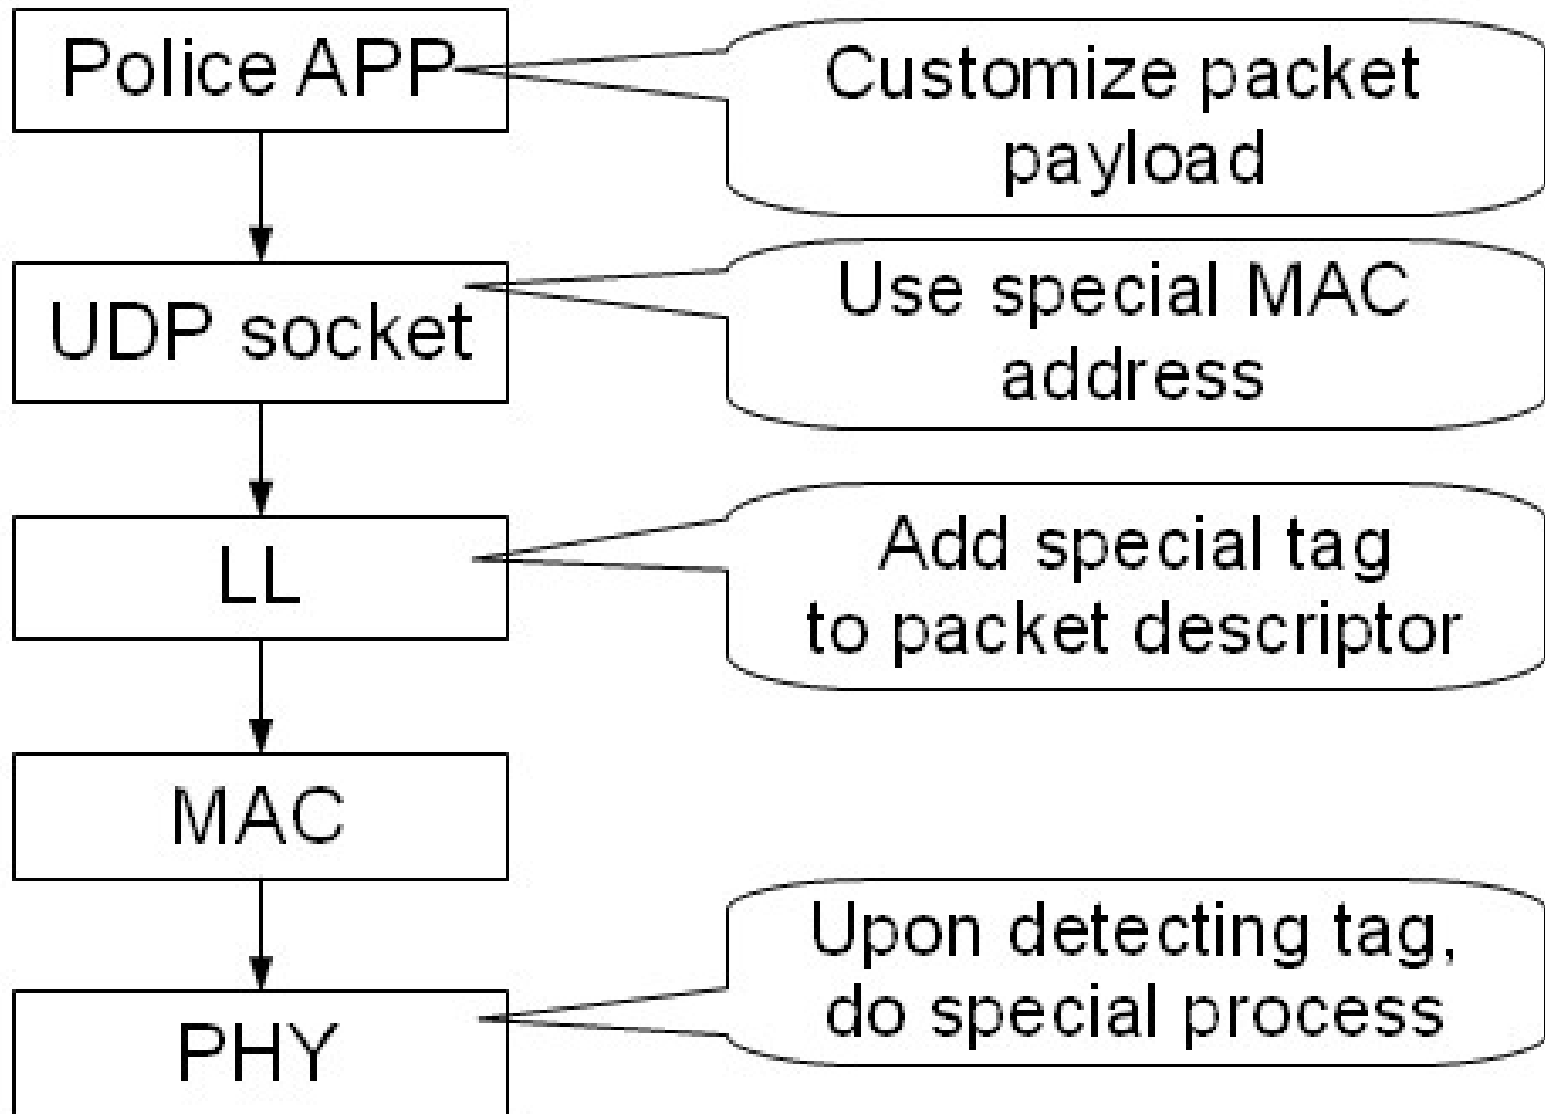 Police APP
Customize packet
payload
UDP socket
Use special MAC
address
LL
Add special tag
to packet descriptor
MAC
Upon detecting tag,
do special process
PHY